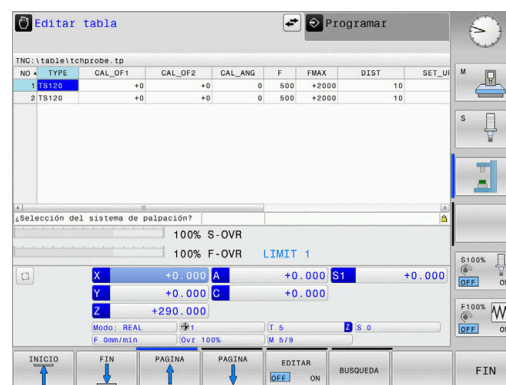 Editar tabla
Programar
TNC:\table\tchprobe.tp
NO TYPE CAL_OF1 CAL_OF2 CAL_ANG F FMAX DIST SET_U
1 TS120 +0 +0 0 500 +2000 10
2 TS120 +0 +0 0 500 +2000 10
¿Selección del sistema de palpación?
100% S-OVR
100% F-OVR LIMIT 1
X +0.000 A +0.000 S1 +0.000
Y +0.000 C +0.000
Z +290.000
Modo: REAL 1 T 5 Z S 0
F 0mm/min Ovr 100% M 5/9
INICIO FIN PAGINA PAGINA EDITAR OFF ON BUSQUEDA FIN
M
S
S100%
OFF
F100%
OFF